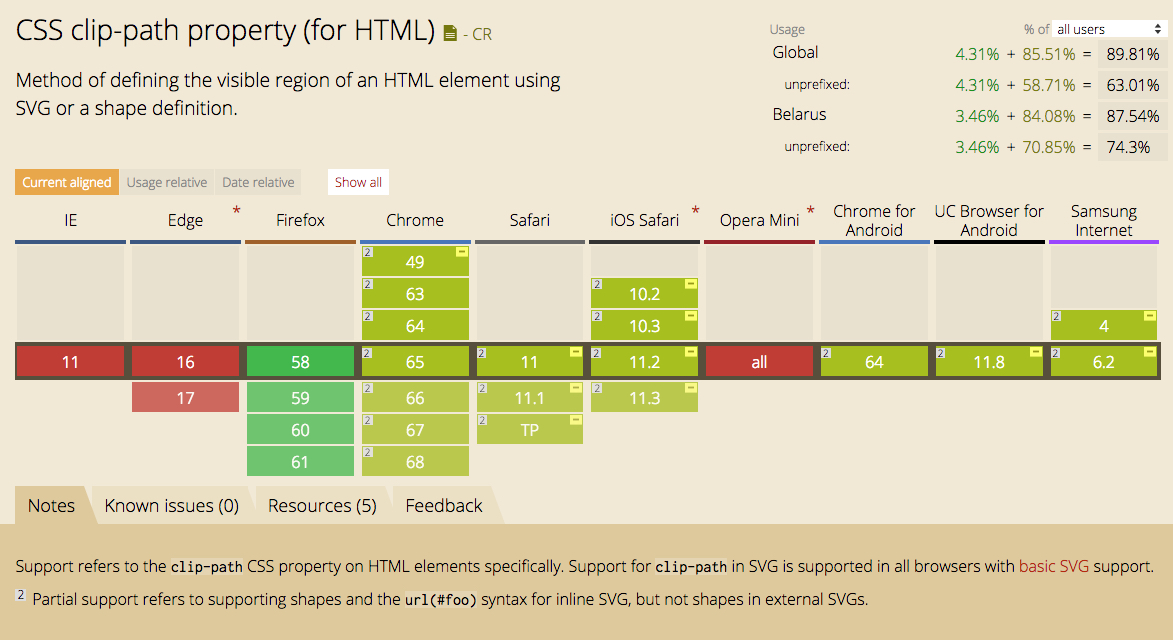 CSS clip-path property (for HTML) - CR
Method of defining the visible region of an HTML element using
SVG or a shape definition.
Usage % of all users
Global 4.31% + 85.51% = 89.81%
unprefixed: 4.31% + 58.71% = 63.01%
Belarus 3.46% + 84.08% = 87.54%
unprefixed: 3.46% + 70.85% = 74.3%
Current aligned Usage relative Date relative Show all
IE Edge * Firefox Chrome Safari iOS Safari * Opera Mini * Chrome for Android UC Browser for Android Samsung Internet
2 49 -
2 63 2 10.2 -
2 64 2 10.3 - 2 4 -
11 16 58 2 65 2 11 - 2 11.2 - all 2 64 2 11.8 - 2 6.2 -
17 59 2 66 2 11.1 - 2 11.3 -
60 2 67 2 TP -
61 2 68
Notes Known issues (0) Resources (5) Feedback
Support refers to the clip-path CSS property on HTML elements specifically. Support for clip-path in SVG is supported in all browsers with basic SVG support.
2 Partial support refers to supporting shapes and the url(#foo) syntax for inline SVG, but not shapes in external SVGs.